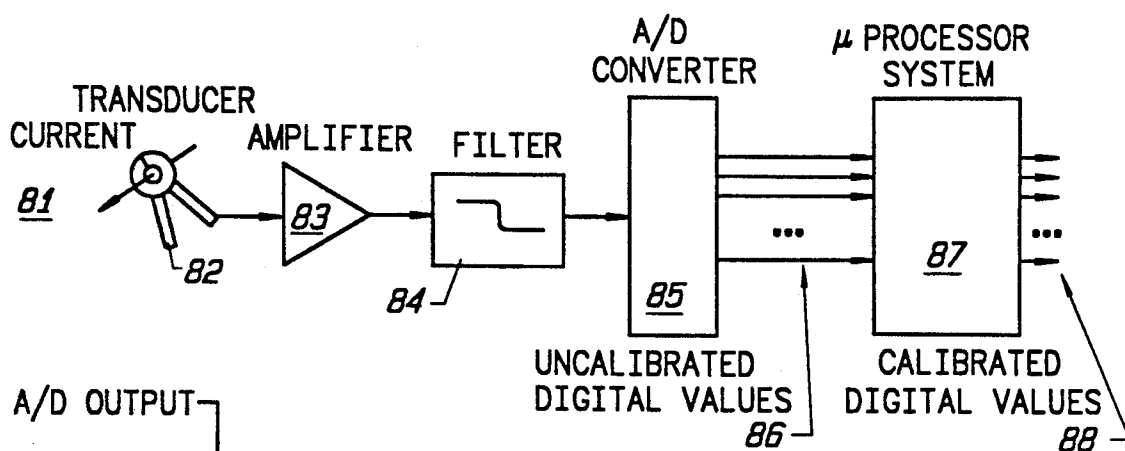 A/D
CONVERTER
μ PROCESSOR
SYSTEM
TRANSDUCER
CURRENT
AMPLIFIER
FILTER
81
82
83
84
85
...
86
87
...
88
UNCALIBRATED
DIGITAL VALUES
CALIBRATED
DIGITAL VALUES
A/D OUTPUT